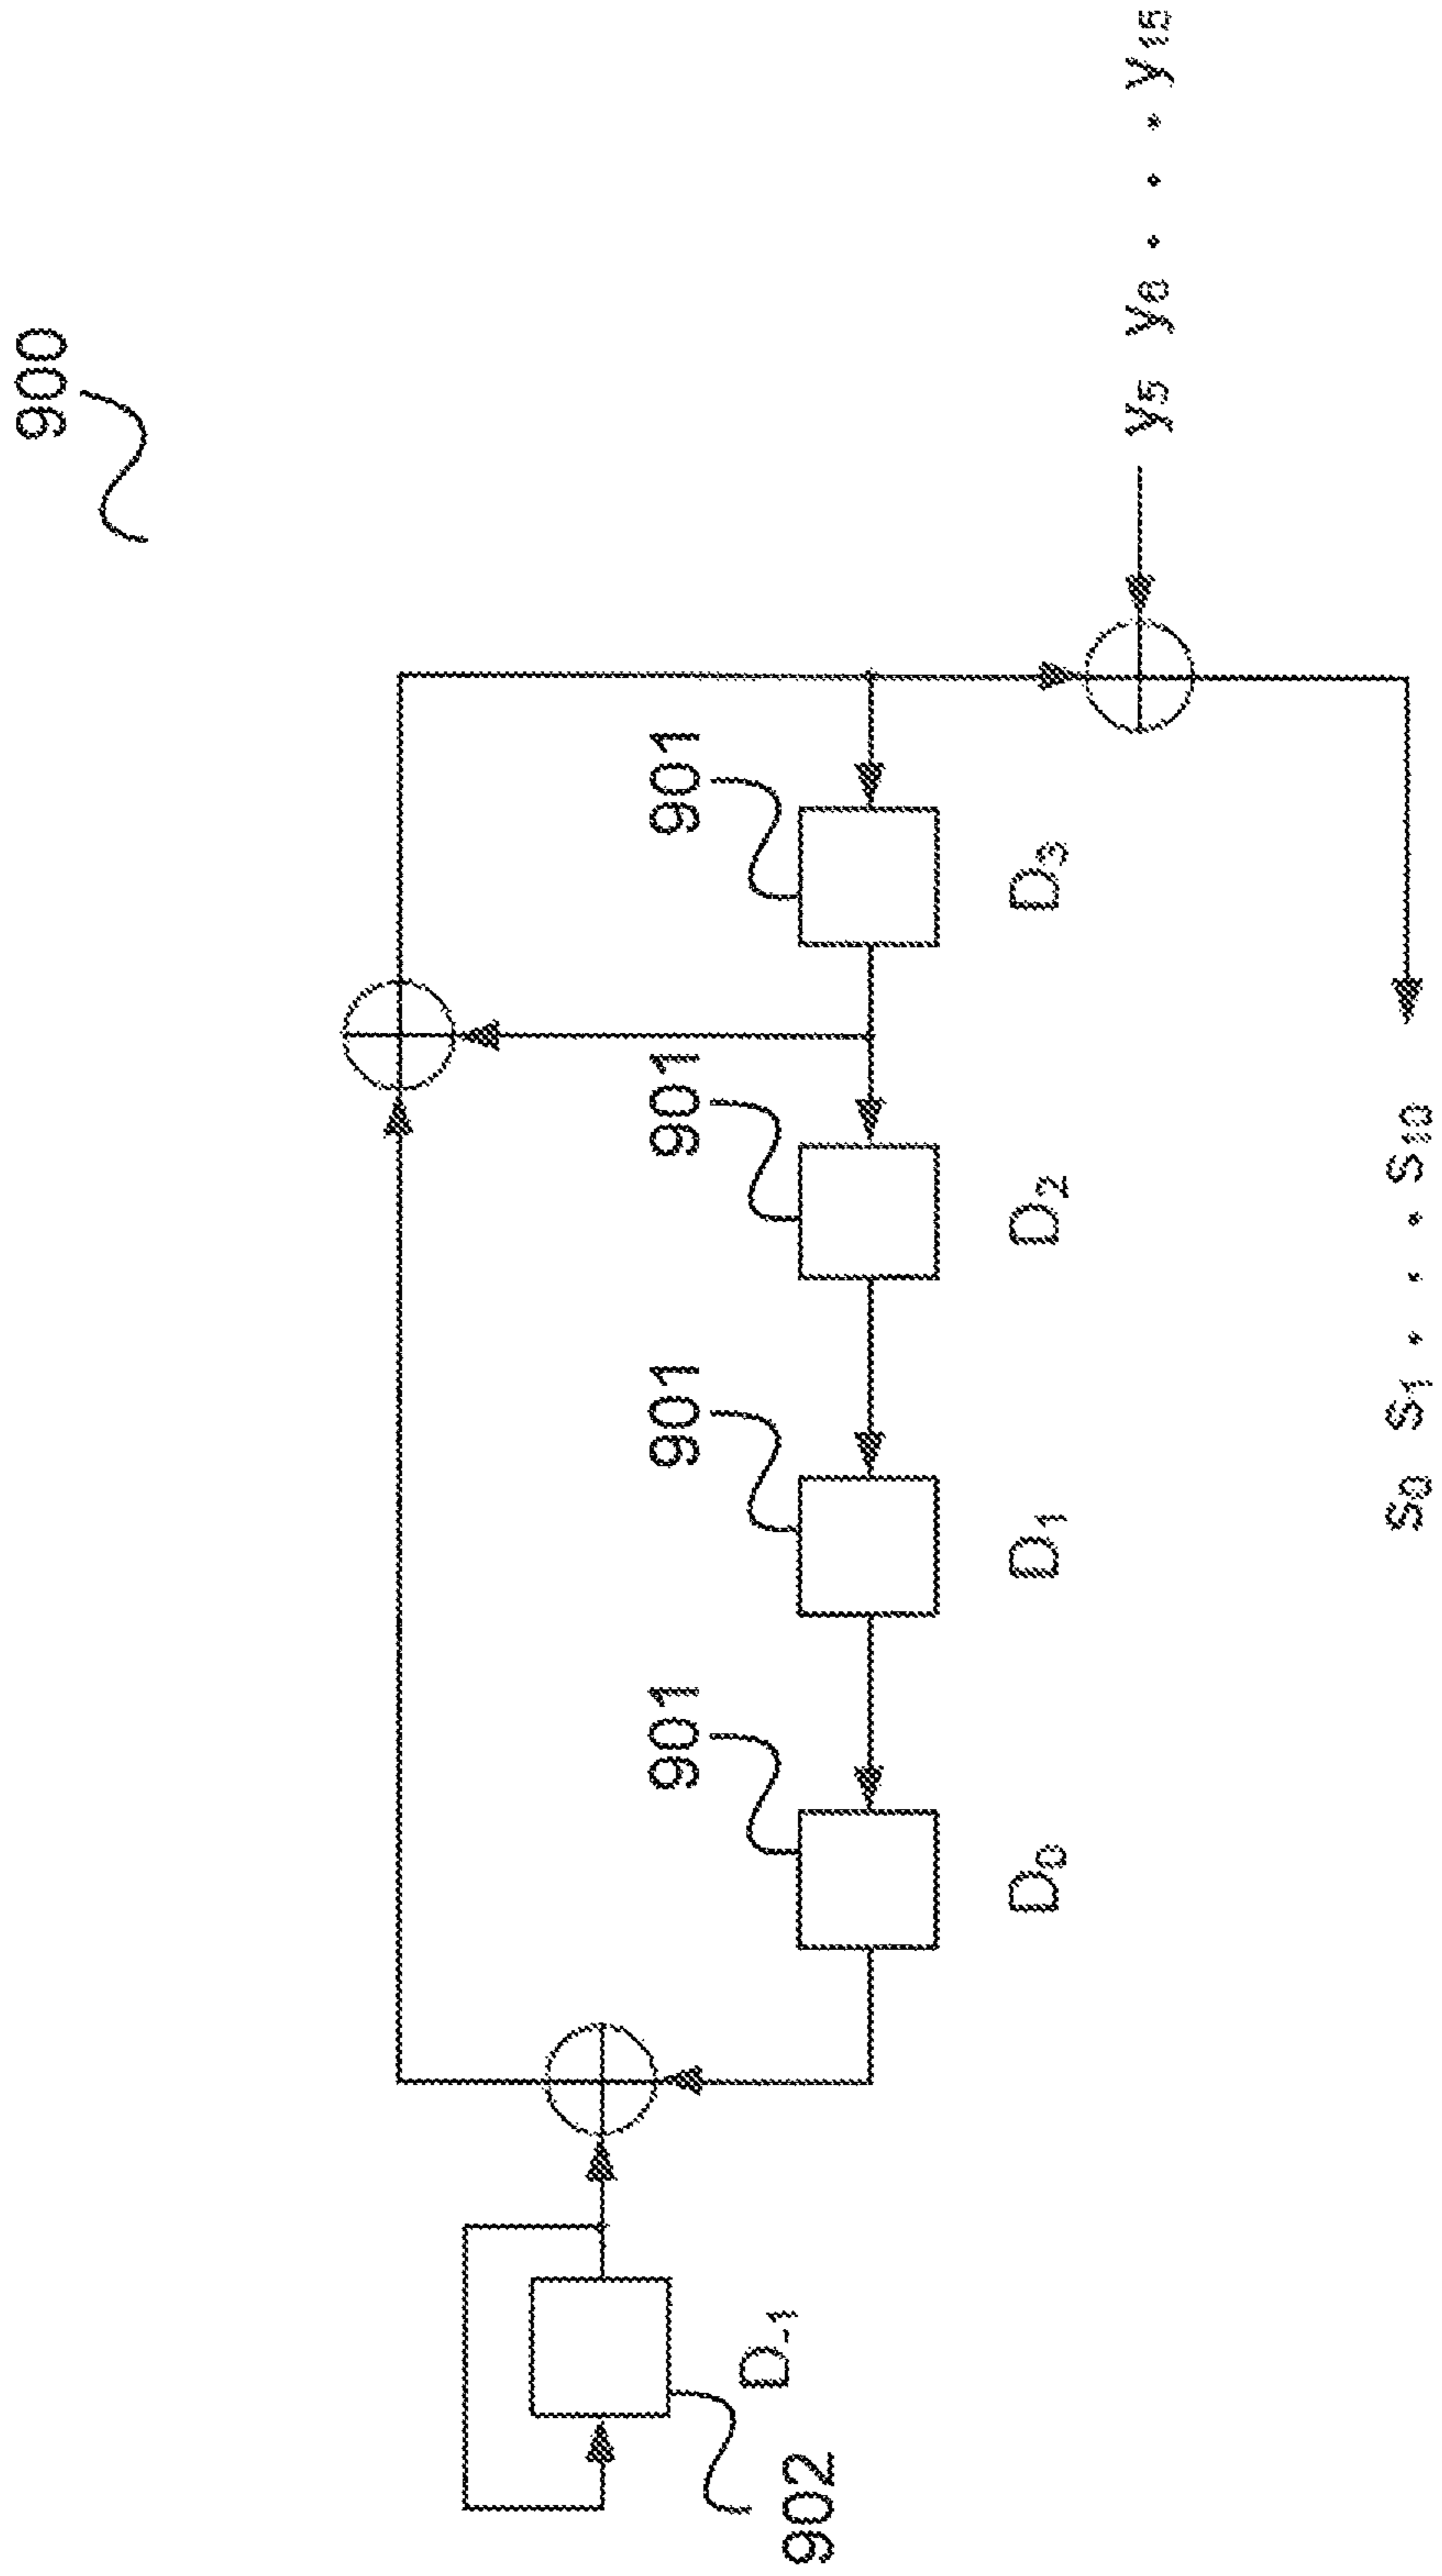 900
901 901 901 901
902
D₋₁ D₀ D₁ D₂ D₃
y₅ y₆ . . . y₁₅
s₀ s₁ . . . s₁₀